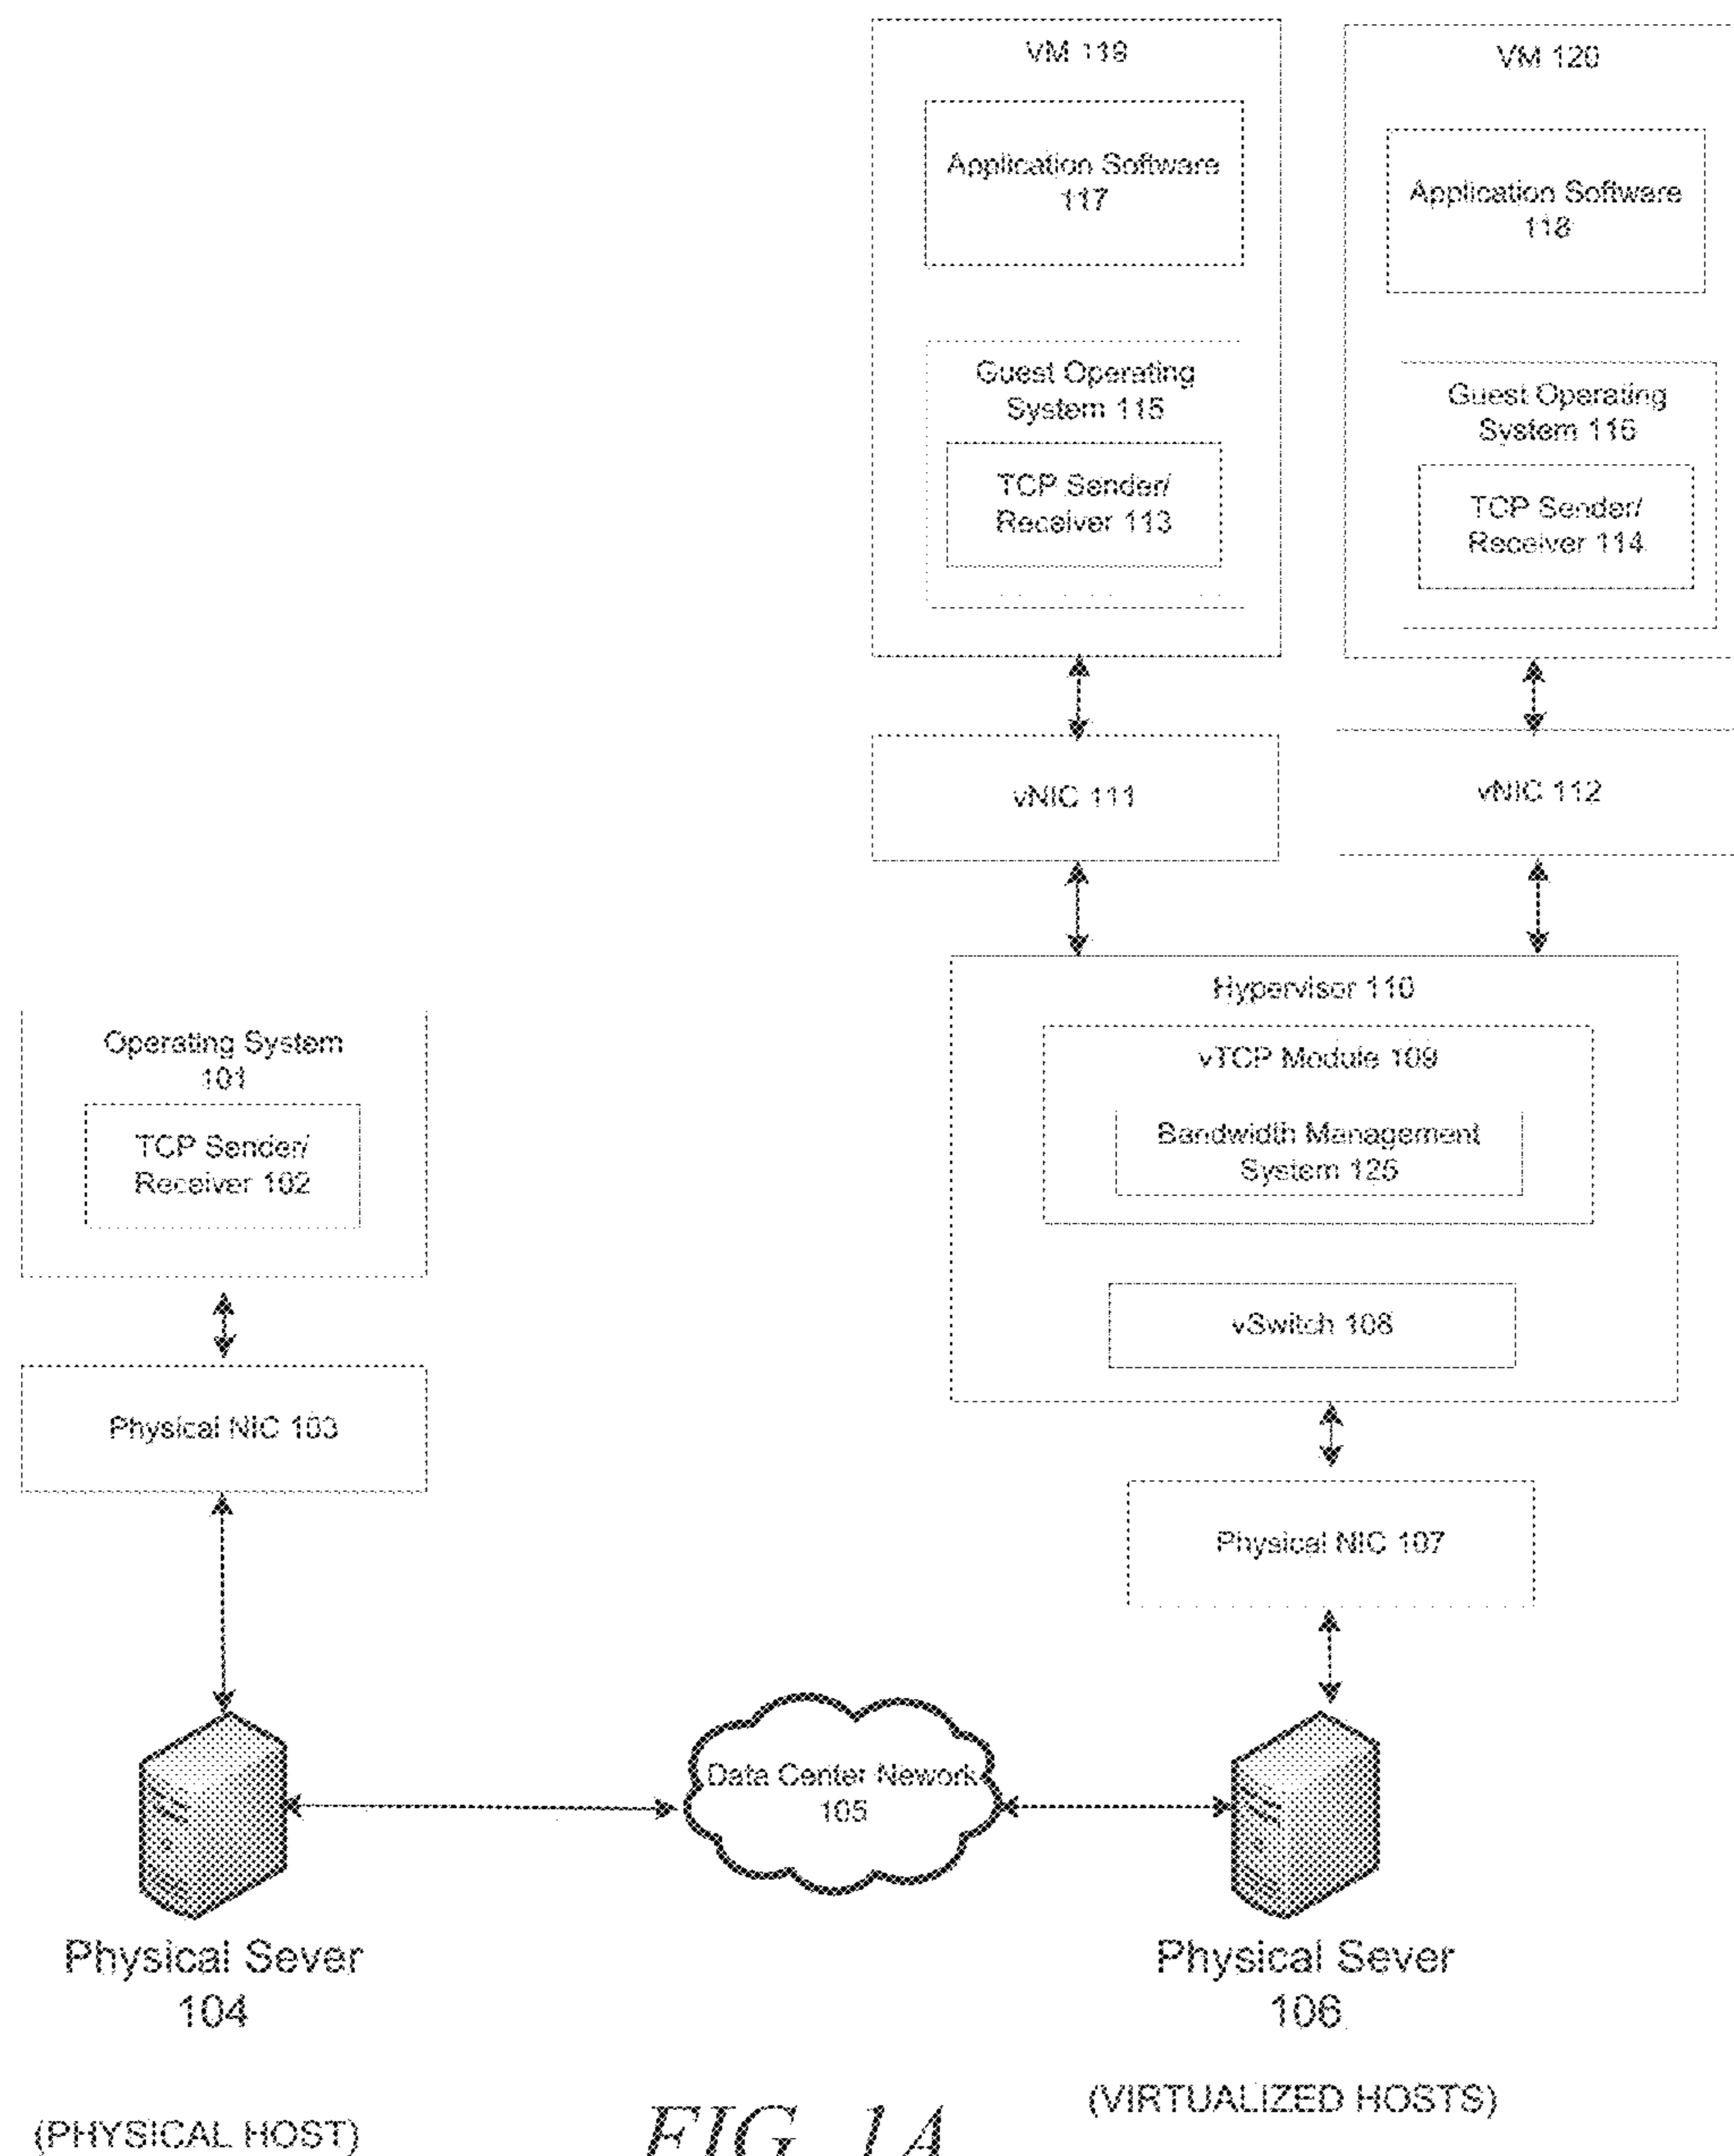 VM 119
Application Software
117
Guest Operating
System 115
TCP Sender/
Receiver 113
VM 120
Application Software
118
Guest Operating
System 116
TCP Sender/
Receiver 114
vNIC 111
vNIC 112
Hypervisor 110
vTCP Module 109
Bandwidth Management
System 125
vSwitch 108
Physical NIC 107
Operating System
101
TCP Sender/
Receiver 102
Physical NIC 103
Data Center Nework
105
Physical Sever
104
Physical Sever
106
(PHYSICAL HOST)
(VIRTUALIZED HOSTS)
FIG. 1A